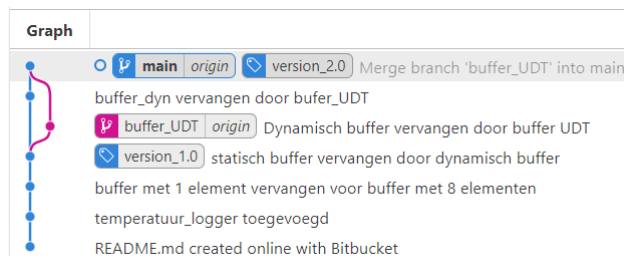 Graph
main origin version_2.0 Merge branch 'buffer_UDT' into main
buffer_dyn vervangen door bufer_UDT
buffer_UDT origin Dynamisch buffer vervangen door buffer UDT
version_1.0 statisch buffer vervangen door dynamisch buffer
buffer met 1 element vervangen voor buffer met 8 elementen
temperatuur_logger toegevoegd
README.md created online with Bitbucket